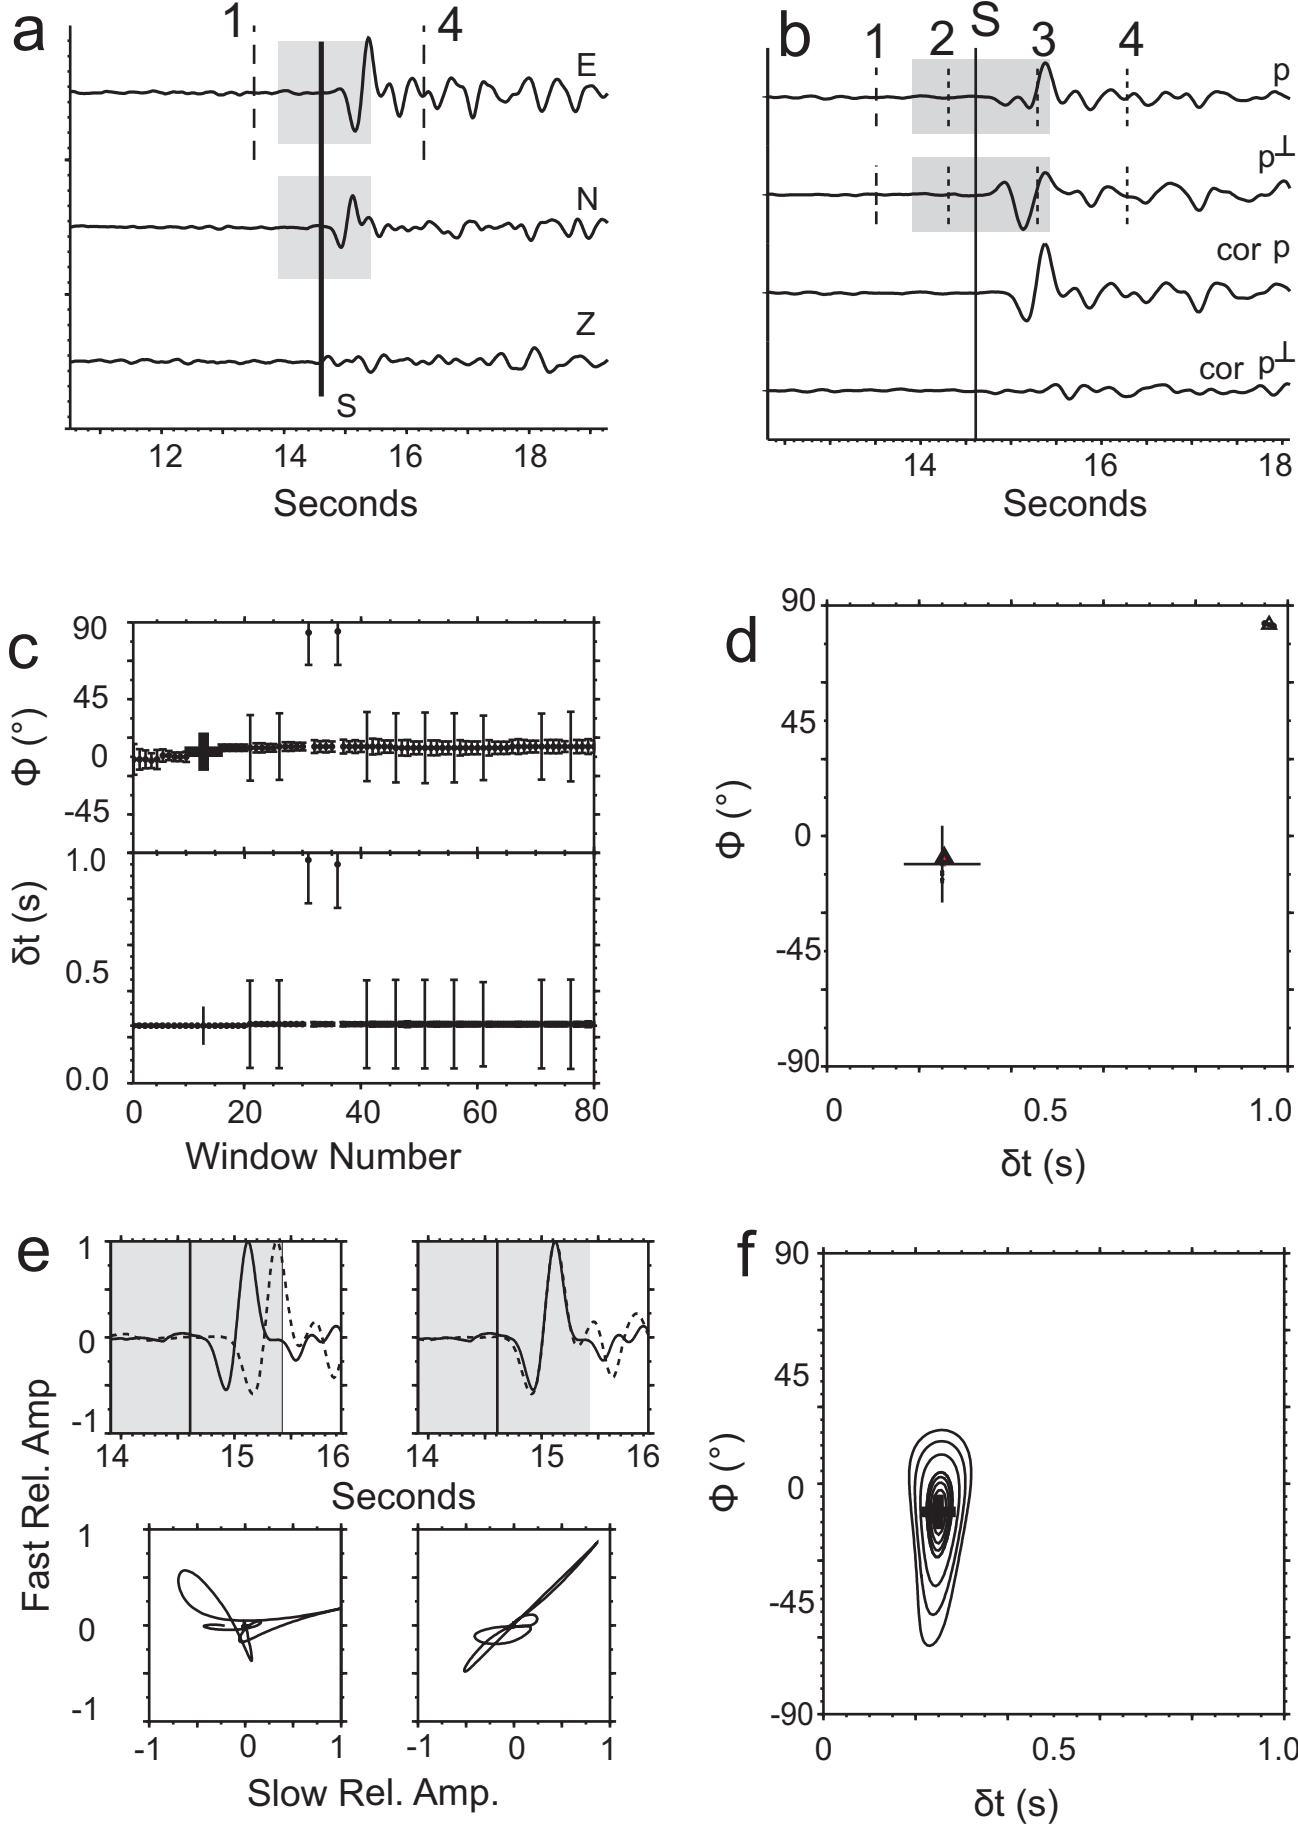 a
1
4
E
N
Z
S
12 14 16 18
Seconds
b
1 2 S 3 4
p
p⊥
cor p
cor p⊥
14 16 18
Seconds
c
90
45
0
-45
Φ (°)
1.0
0.5
0.0
δt (s)
0 20 40 60 80
Window Number
d
90
45
0
-45
-90
Φ (°)
0 0.5 1.0
δt (s)
e
1
0
-1
14 15 16
14 15 16
Seconds
Fast Rel. Amp
1
0
-1
-1 0 1
-1 0 1
Slow Rel. Amp.
f
90
45
0
-45
-90
Φ (°)
0 0.5 1.0
δt (s)